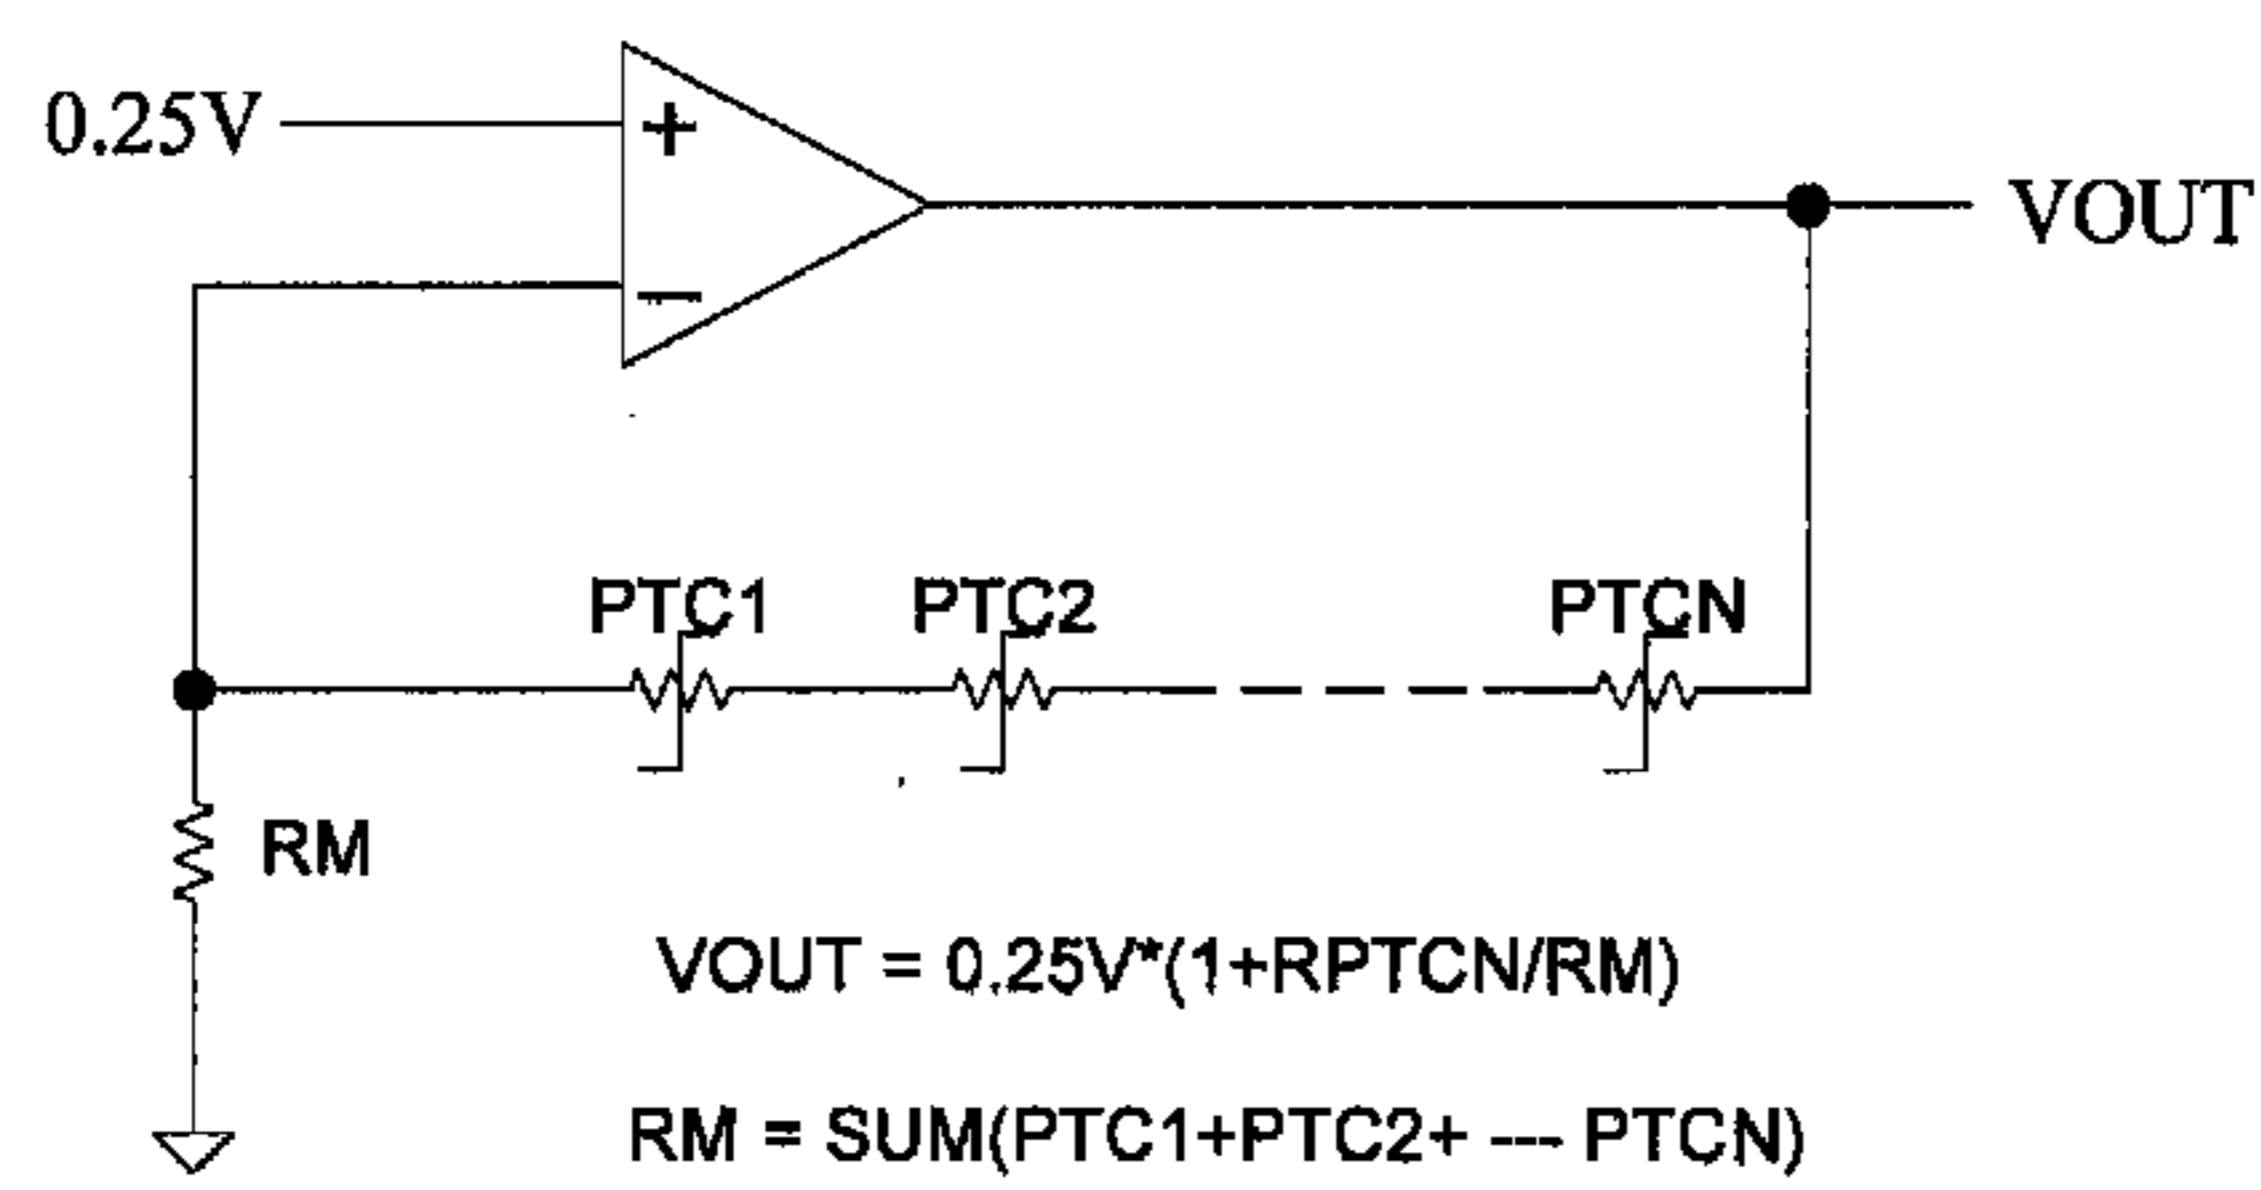 0.25V
+
−
VOUT
PTC1
PTC2
PTCN
RM
VOUT = 0.25V*(1+RPTCN/RM)
RM = SUM(PTC1+PTC2+ --- PTCN)